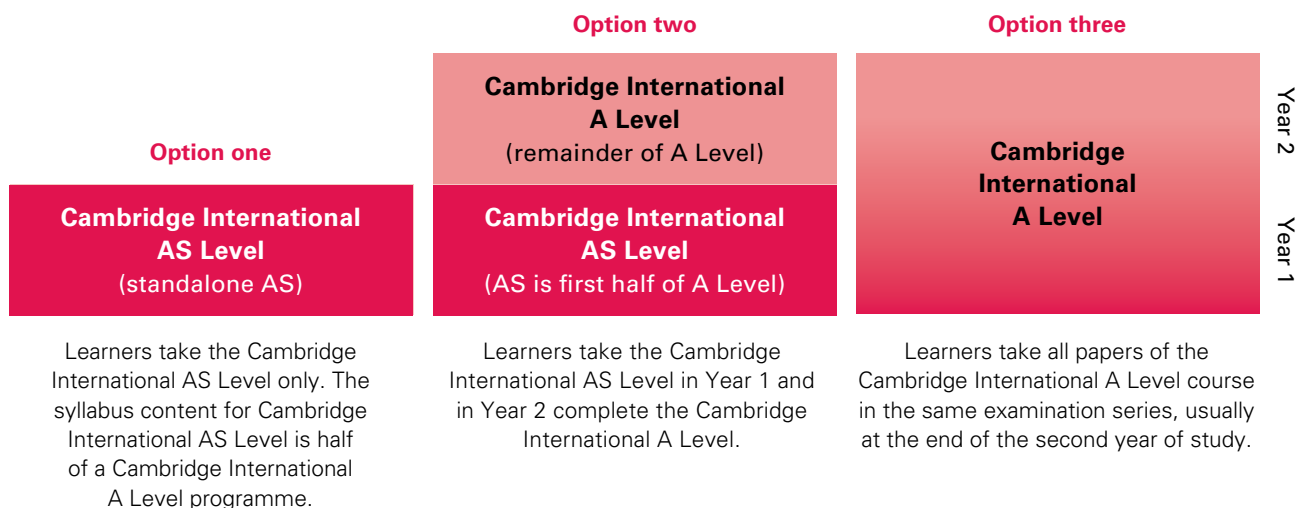 Option one
Cambridge International
AS Level
(standalone AS)
Learners take the Cambridge
International AS Level only. The
syllabus content for Cambridge
International AS Level is half
of a Cambridge International
A Level programme.
Option two
Cambridge International
A Level
(remainder of A Level)
Cambridge International
AS Level
(AS is first half of A Level)
Learners take the Cambridge
International AS Level in Year 1 and
in Year 2 complete the Cambridge
International A Level.
Option three
Cambridge
International
A Level
Learners take all papers of the
Cambridge International A Level course
in the same examination series, usually
at the end of the second year of study.
Year 2
Year 1